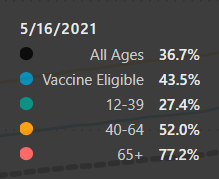 5/16/2021
All Ages 36.7%
Vaccine Eligible 43.5%
12-39 27.4%
40-64 52.0%
65+ 77.2%